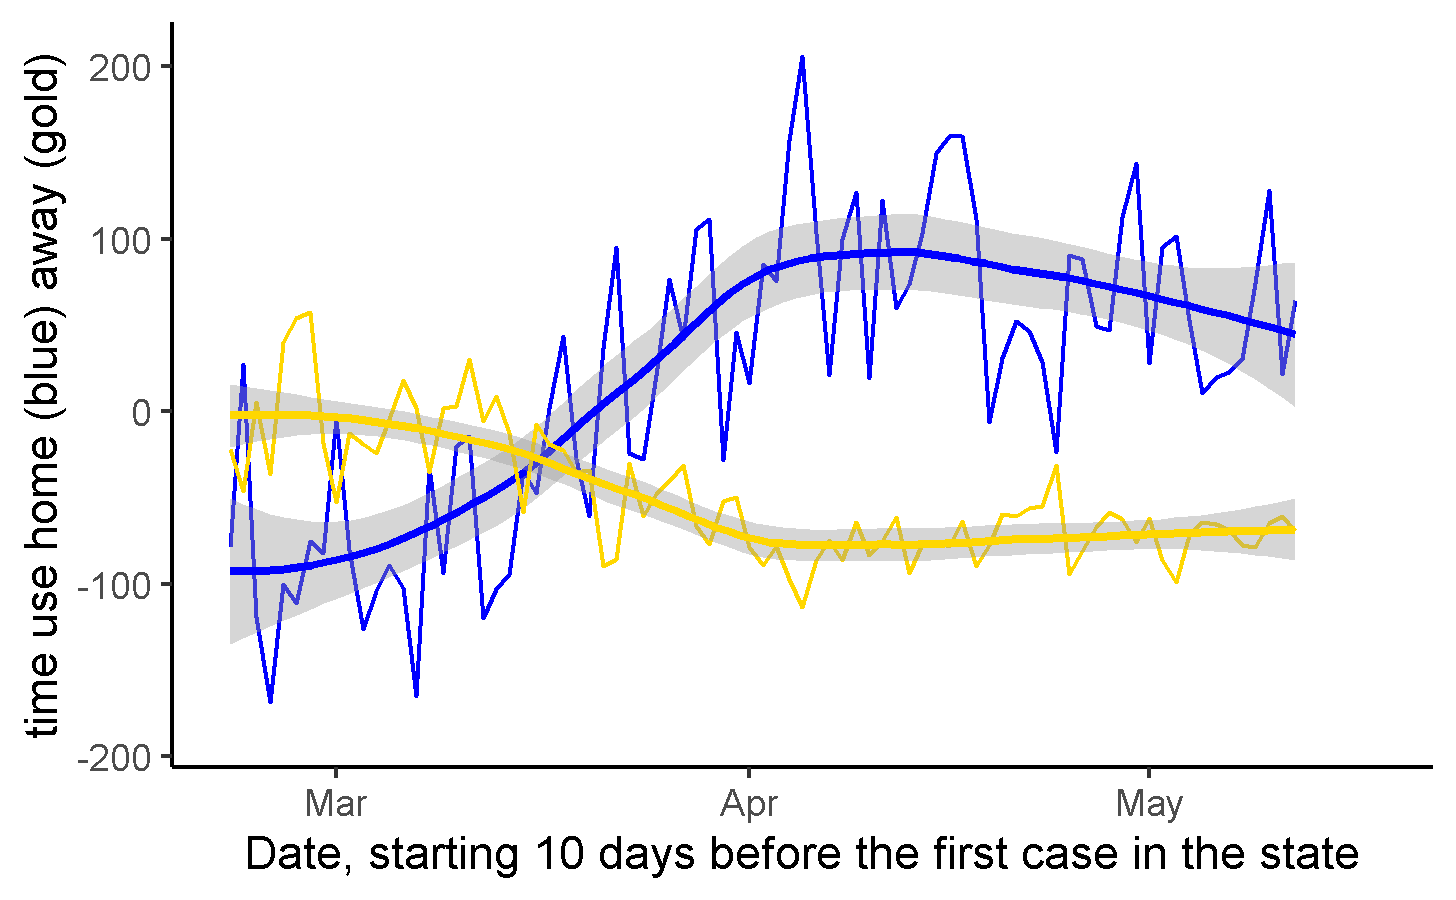 time use home (blue) away (gold)
200
100
0
-100
-200
Mar
Apr
May
Date, starting 10 days before the first case in the state